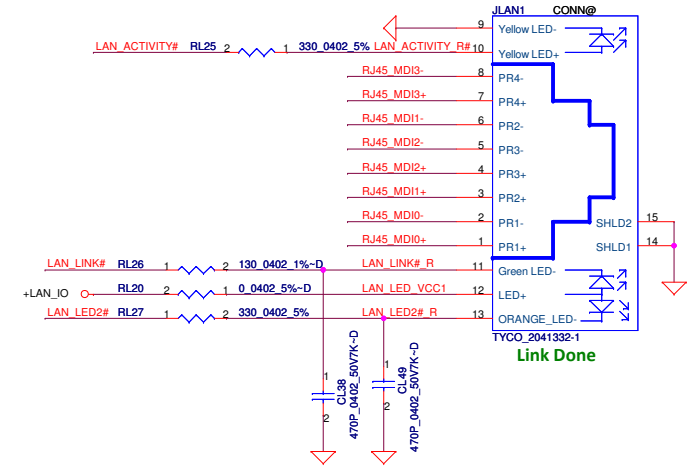 JLAN1 CONN@
9 Yellow LED-
LAN_ACTIVITY# RL25 2 1 330_0402_5% LAN_ACTIVITY_R# 10 Yellow LED+
RJ45_MDI3- 8 PR4-
RJ45_MDI3+ 7 PR4+
RJ45_MDI1- 6 PR2-
RJ45_MDI2- 5 PR3-
RJ45_MDI2+ 4 PR3+
RJ45_MDI1+ 3 PR2+
RJ45_MDI0- 2 PR1- SHLD2 15
RJ45_MDI0+ 1 PR1+ SHLD1 14
LAN_LINK# RL26 1 2 130_0402_1%~D LAN_LINK#_R 11 Green LED-
+LAN_IO RL20 2 1 0_0402_5%~D LAN_LED_VCC1 12 LED+
LAN_LED2# RL27 1 2 330_0402_5% LAN_LED2#_R 13 ORANGE_LED-
TYCO_2041332-1
Link Done
1 2 CL38
470P_0402_50V7K~D
1 2 CL49
470P_0402_50V7K~D